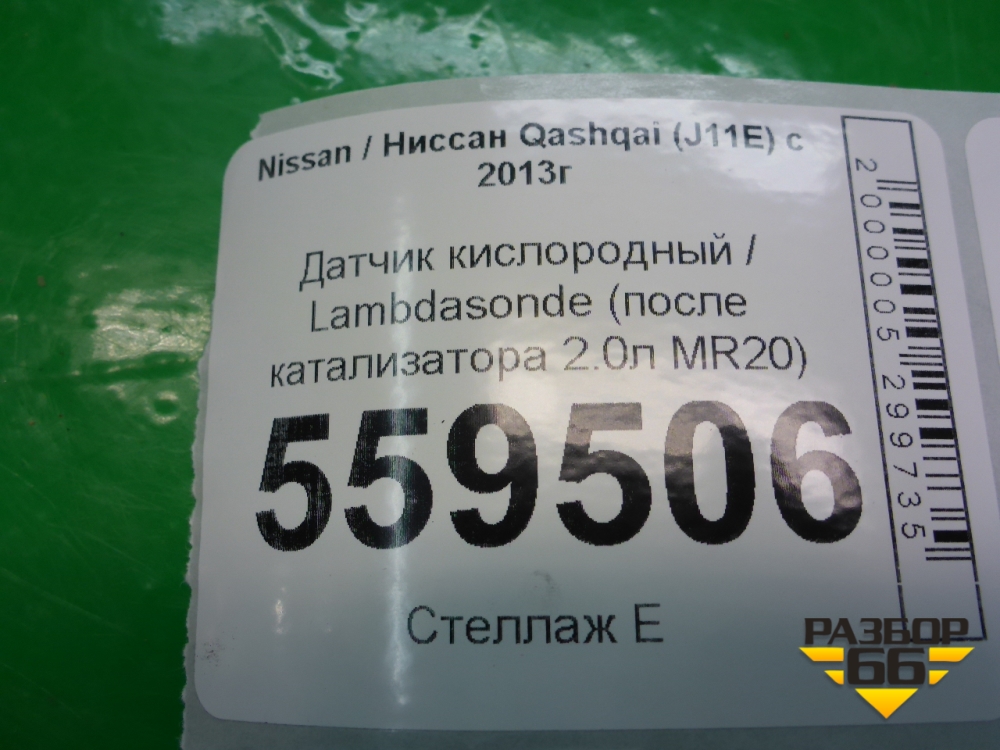 Nissan / Ниссан Qashqai (J11E) с
2013г
Датчик кислородный /
Lambdasonde (после
катализатора 2.0л MR20)
559506
Стеллаж Е
2000005299735
РАЗБОР
66